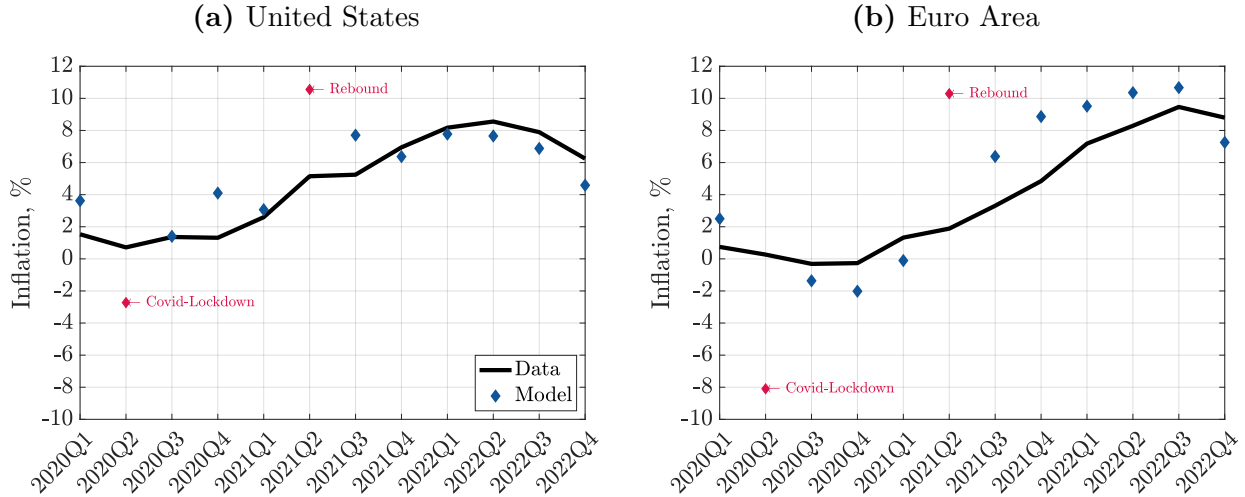 (a) United States
Inflation, %
12
10
8
6
4
2
0
-2
-4
-6
-8
-10
Rebound
Covid-Lockdown
Data
Model
2020Q1
2020Q2
2020Q3
2020Q4
2021Q1
2021Q2
2021Q3
2021Q4
2022Q1
2022Q2
2022Q3
2022Q4
(b) Euro Area
Inflation, %
12
10
8
6
4
2
0
-2
-4
-6
-8
-10
Rebound
Covid-Lockdown
2020Q1
2020Q2
2020Q3
2020Q4
2021Q1
2021Q2
2021Q3
2021Q4
2022Q1
2022Q2
2022Q3
2022Q4